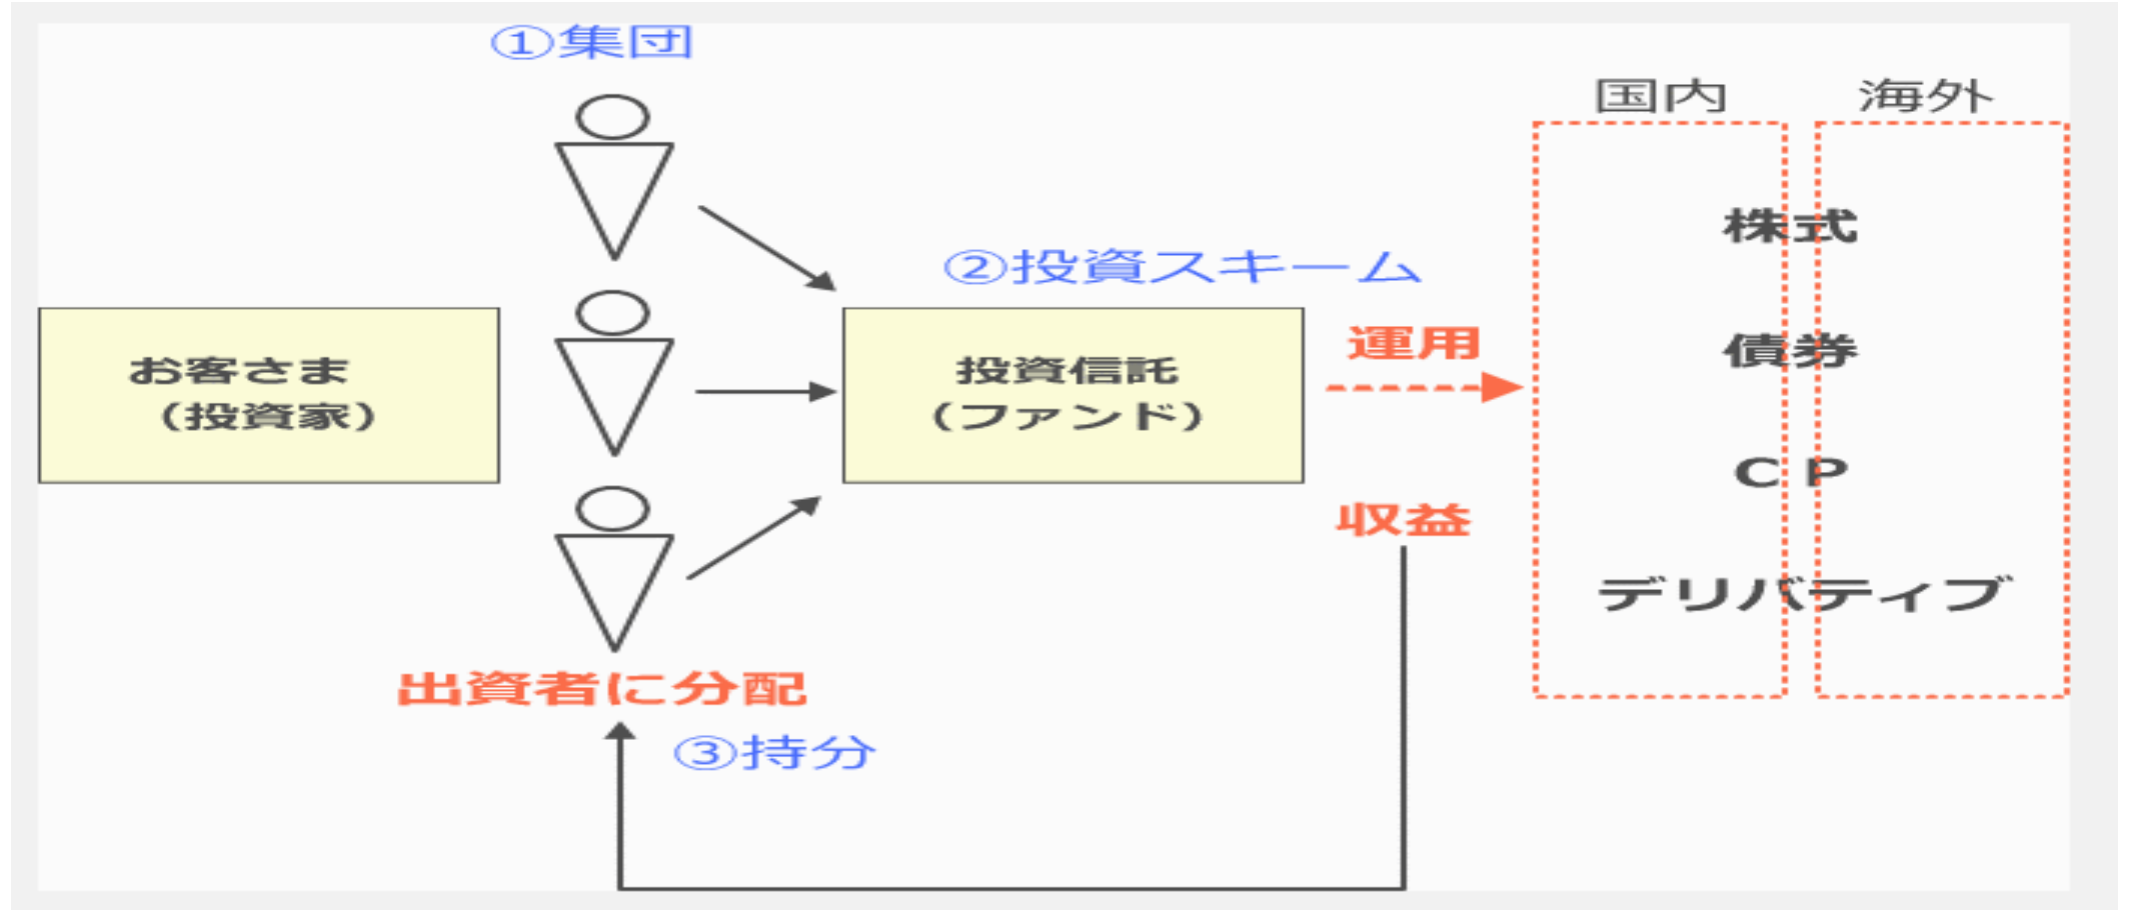 ①集団
国内
海外
株式
②投資スキーム
お客さま
（投資家）
投資信託
（ファンド）
運用
債券
ＣＰ
収益
デリバティブ
出資者に分配
③持分